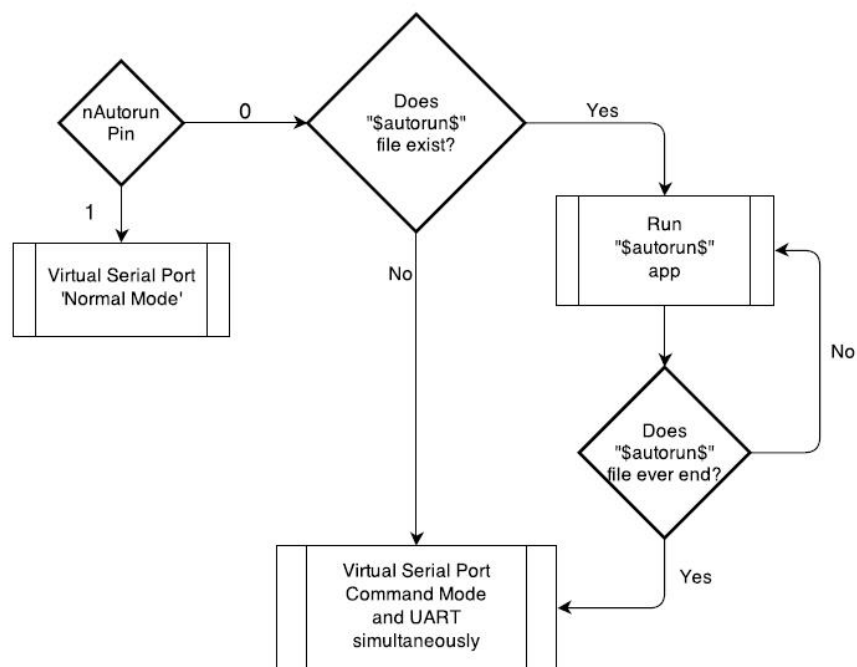 nAutorun
Pin
0
Does
"$autorun$"
file exist?
Yes
1
Virtual Serial Port
'Normal Mode'
No
Run
"$autorun$"
app
No
Does
"$autorun$"
file ever end?
Yes
Virtual Serial Port
Command Mode
and UART
simultaneously